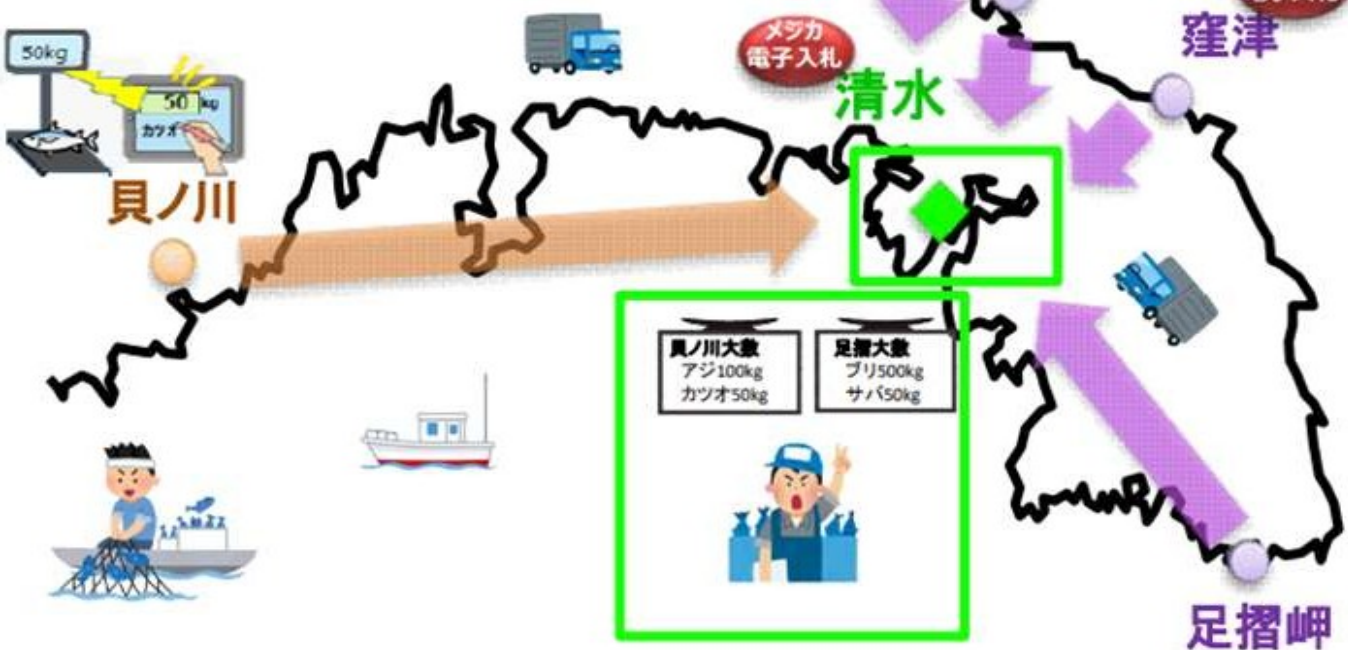 50kg
50 kg
カツオ
貝ノ川
メジカ
電子入札
清水
窪津
貝ノ川大敷
アジ100kg
カツオ50kg
足摺大敷
ブリ500kg
サバ50kg
足摺岬